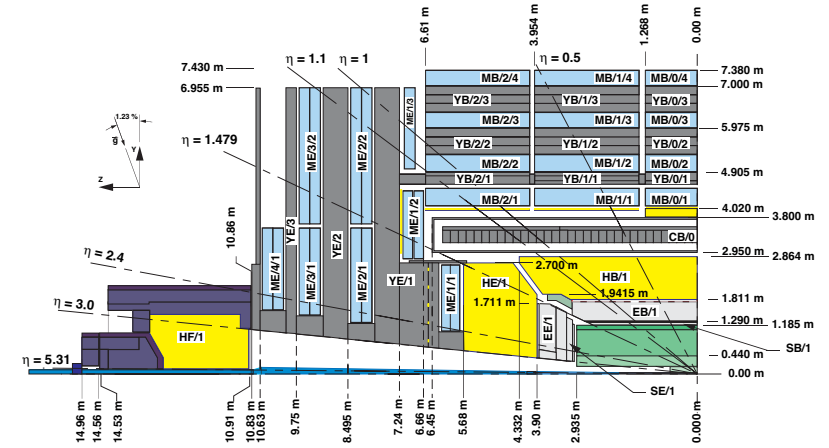 6.61 m
3.954 m
1.268 m
0.00 m
η = 1.1
η = 1
η = 0.5
7.430 m
6.955 m
7.380 m
7.000 m
5.975 m
4.905 m
4.020 m
3.800 m
2.950 m
2.864 m
1.811 m
1.290 m
1.185 m
0.440 m
0.00 m
MB/2/4
MB/1/4
MB/0/4
YB/2/3
YB/1/3
YB/0/3
MB/2/3
MB/1/3
MB/0/3
YB/2/2
YB/1/2
YB/0/2
MB/2/2
MB/1/2
MB/0/2
YB/2/1
YB/1/1
YB/0/1
MB/2/1
MB/1/1
MB/0/1
CB/0
1.23 %
g
Y
Z
η = 1.479
η = 2.4
η = 3.0
η = 5.31
10.86 m
ME/4/1
YE/3
ME/3/2
ME/3/1
YE/2
ME/2/2
ME/2/1
YE/1
ME/1/3
ME/1/2
ME/1/1
HE/1
2.700 m
HB/1
1.9415 m
1.711 m
EB/1
EE/1
SB/1
SE/1
HF/1
14.96 m
14.56 m
14.53 m
10.91 m
10.83 m
10.63 m
9.75 m
8.495 m
7.24 m
6.66 m
6.45 m
5.68 m
4.332 m
3.90 m
2.935 m
0.000 m